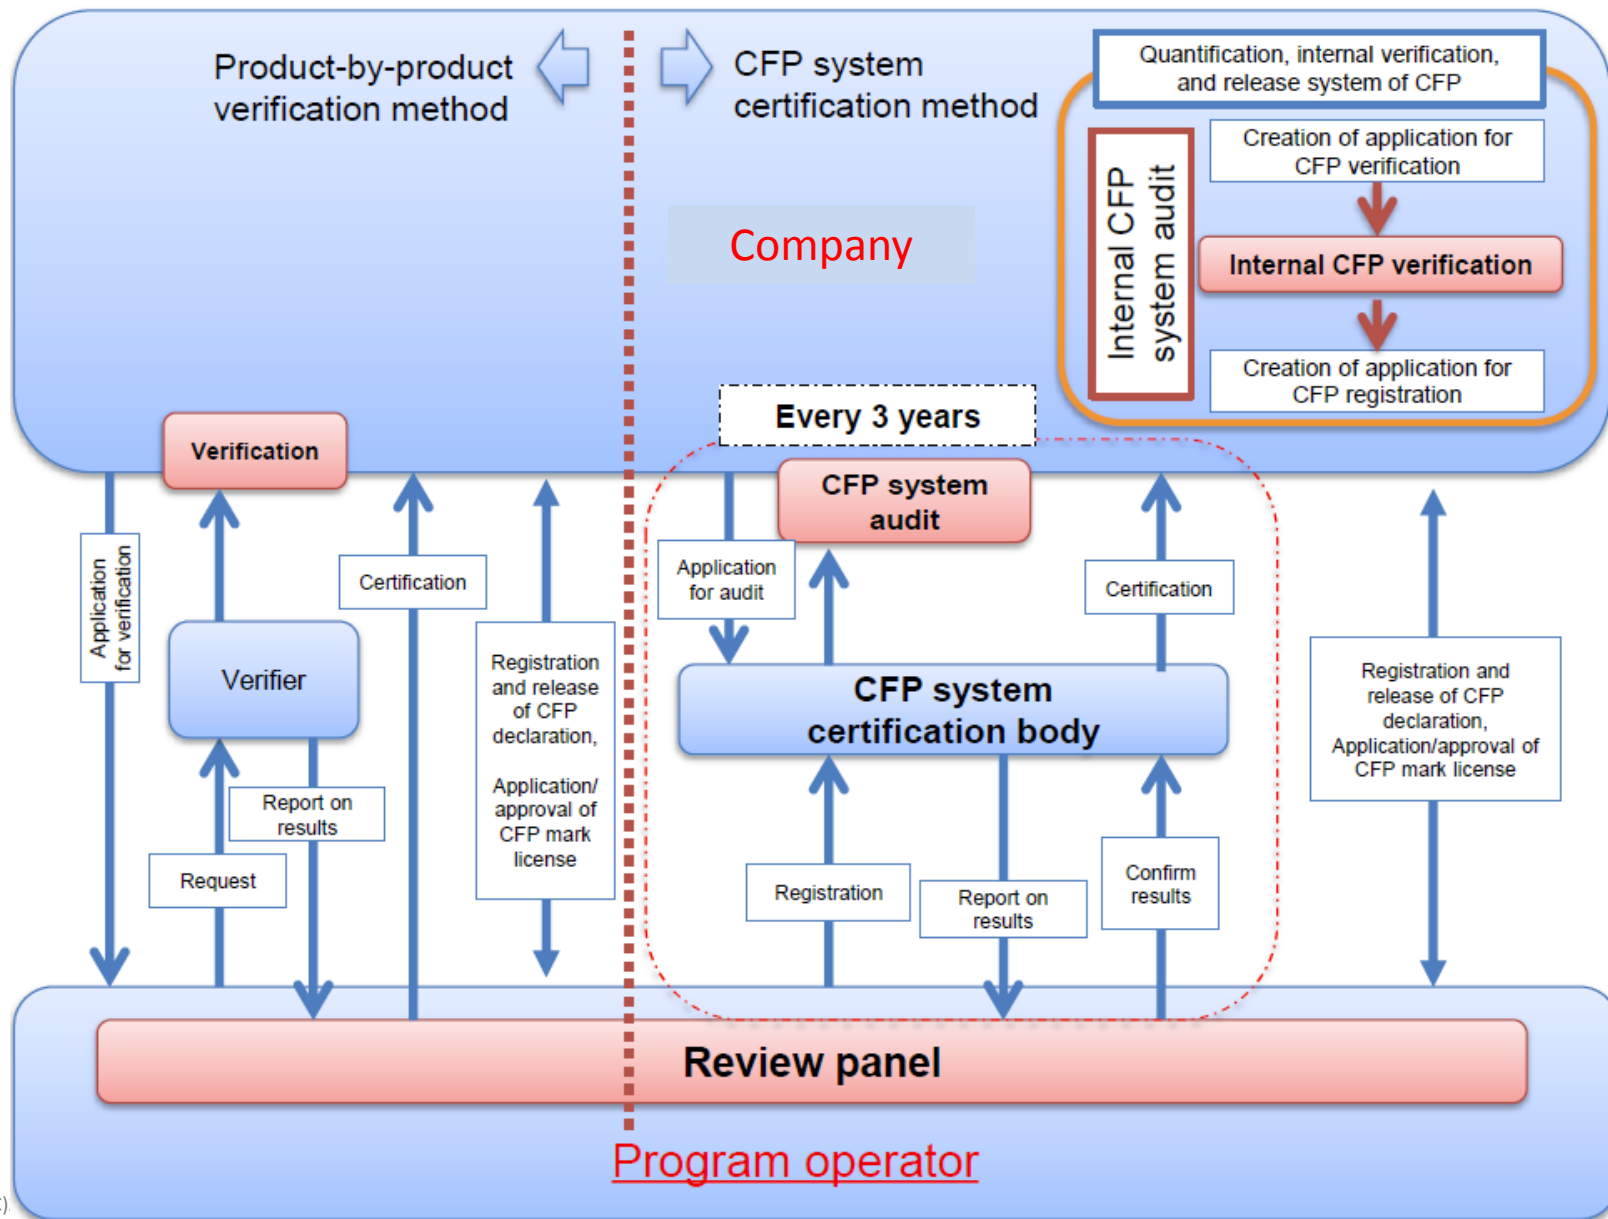 Product-by-product
verification method
CFP system
certification method
Quantification, internal verification,
and release system of CFP
Internal CFP
system audit
Creation of application for
CFP verification
Internal CFP verification
Creation of application for
CFP registration
Company
Every 3 years
Verification
CFP system
audit
Application
for verification
Certification
Verifier
Registration
and release
of CFP
declaration,
Application/
approval of
CFP mark
license
Report on
results
Request
Application
for audit
Certification
CFP system
certification body
Registration
Report on
results
Confirm
results
Registration and
release of CFP
declaration,
Application/approval of
CFP mark license
Review panel
Program operator